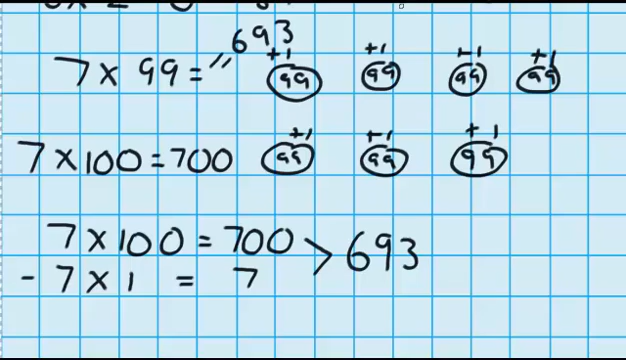 7 × 99 = " 693
+1 +1 +1 +1
99 99 99 99
7 × 100 = 700
+1 +1 +1
99 99 99
7 × 100 = 700 > 693
- 7 × 1 = 7